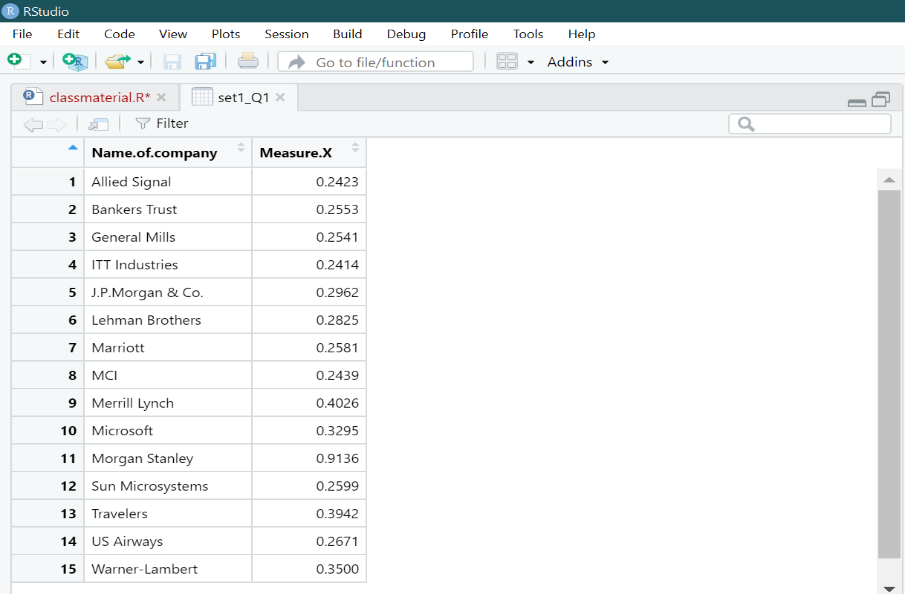 R RStudio
File Edit Code View Plots Session Build Debug Profile Tools Help
Go to file/function Addins
classmaterial.R* set1_Q1
Filter
Name.of.company Measure.X
1 Allied Signal 0.2423
2 Bankers Trust 0.2553
3 General Mills 0.2541
4 ITT Industries 0.2414
5 J.P.Morgan & Co. 0.2962
6 Lehman Brothers 0.2825
7 Marriott 0.2581
8 MCI 0.2439
9 Merrill Lynch 0.4026
10 Microsoft 0.3295
11 Morgan Stanley 0.9136
12 Sun Microsystems 0.2599
13 Travelers 0.3942
14 US Airways 0.2671
15 Warner-Lambert 0.3500